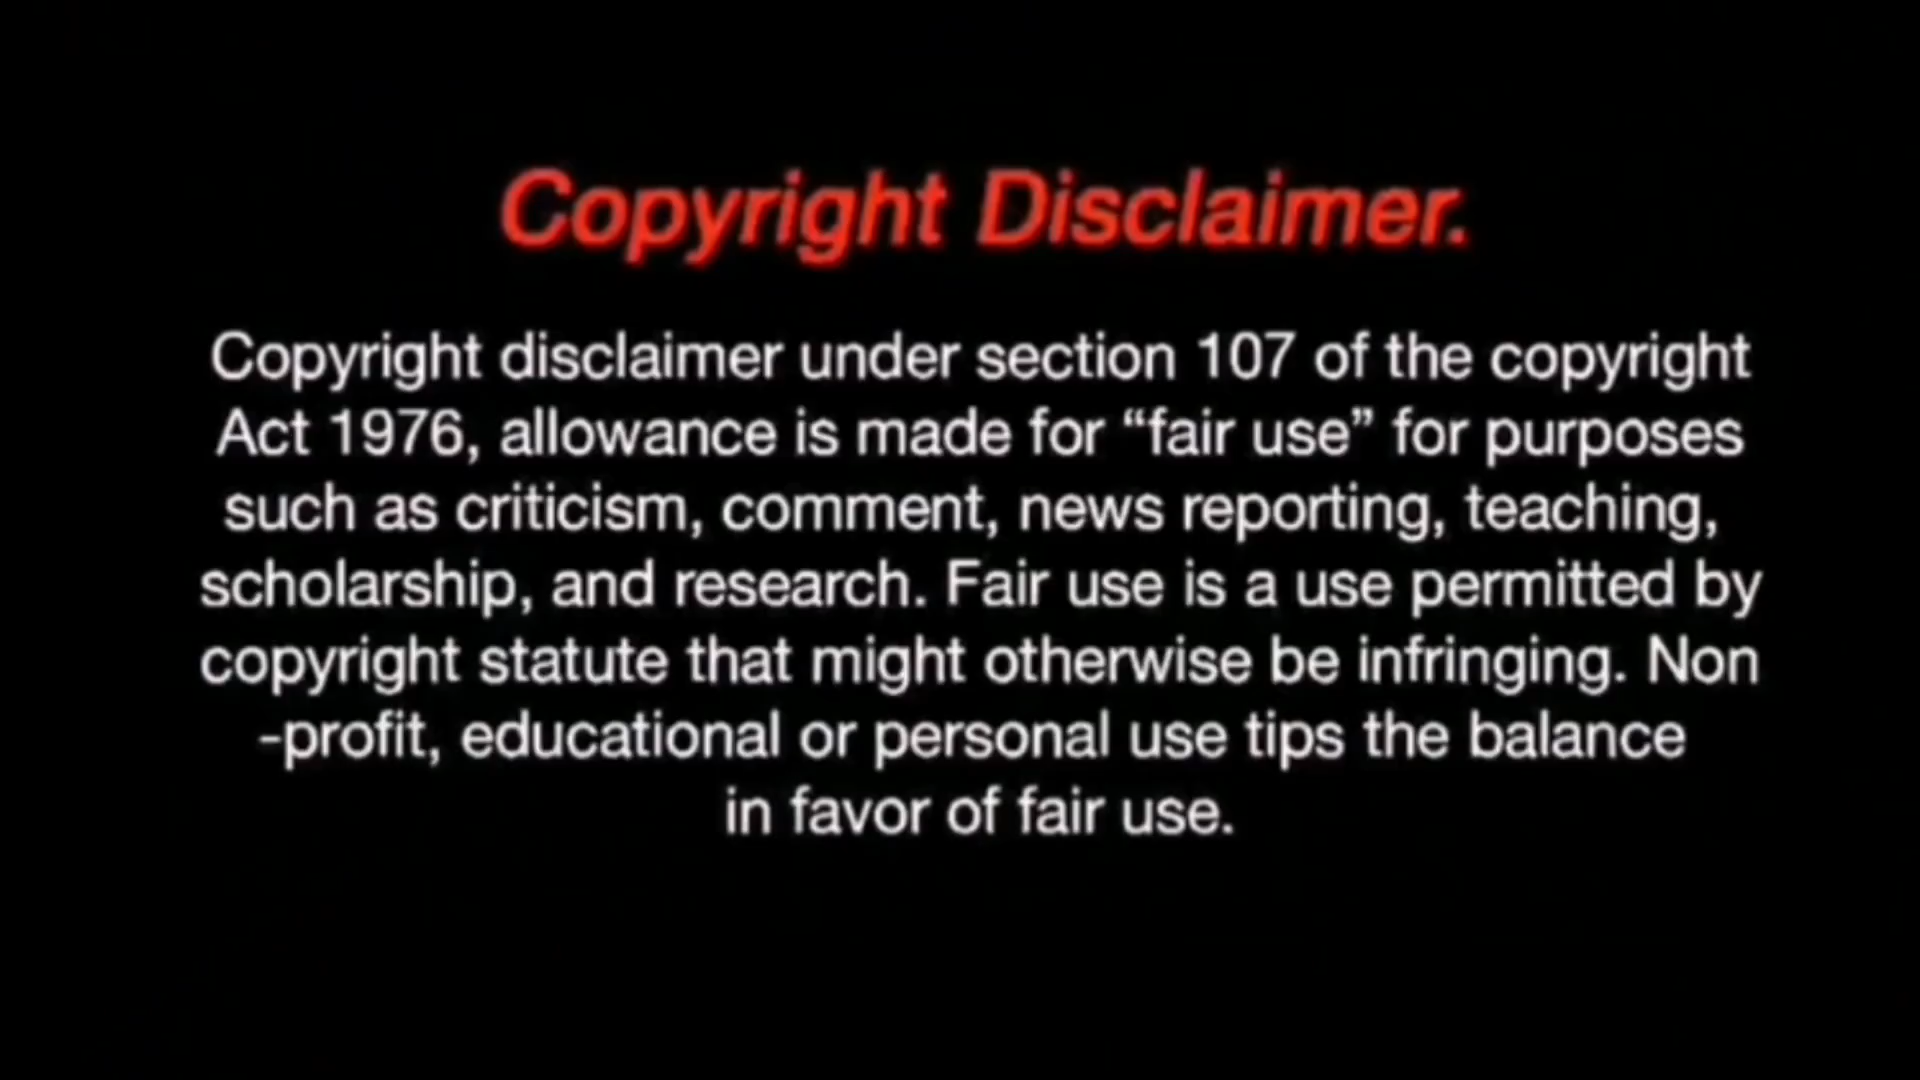 Copyright Disclaimer.
Copyright disclaimer under section 107 of the copyright
Act 1976, allowance is made for “fair use” for purposes
such as criticism, comment, news reporting, teaching,
scholarship, and research. Fair use is a use permitted by
copyright statute that might otherwise be infringing. Non
-profit, educational or personal use tips the balance
in favor of fair use.